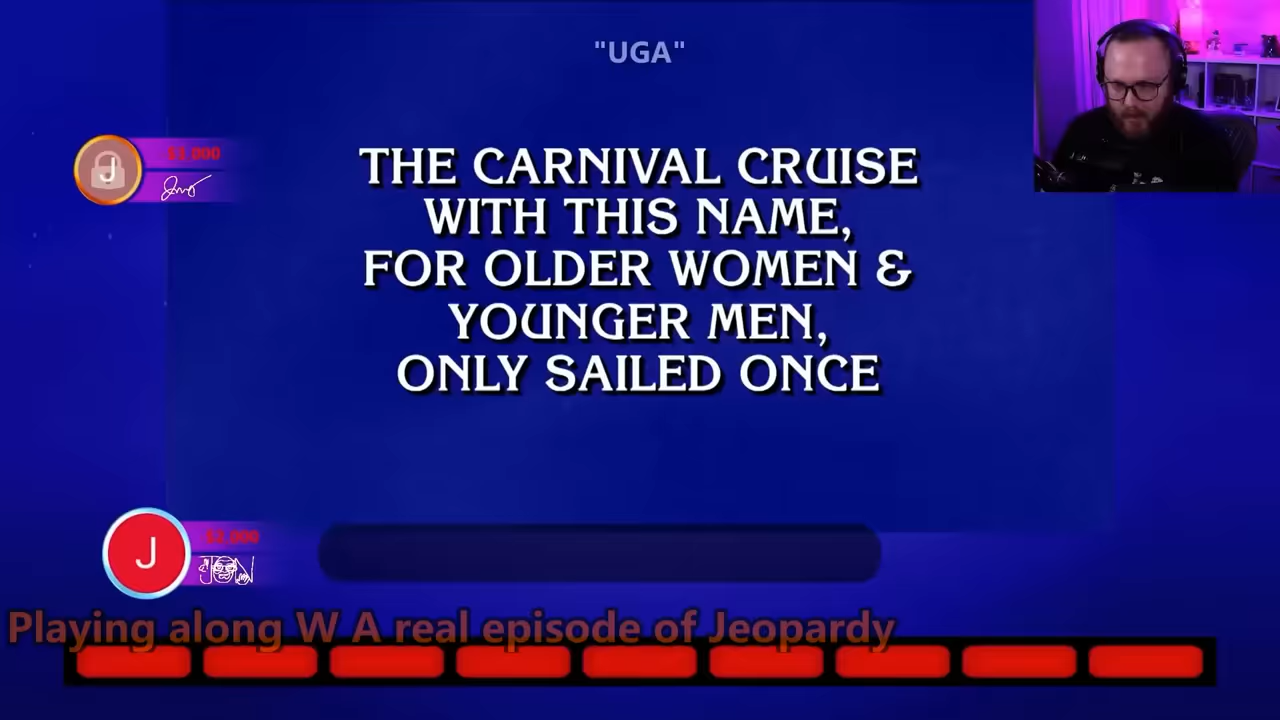 "UGA"
THE CARNIVAL CRUISE
WITH THIS NAME,
FOR OLDER WOMEN &
YOUNGER MEN,
ONLY SAILED ONCE
J
J
JON
Playing along W A real episode of Jeopardy